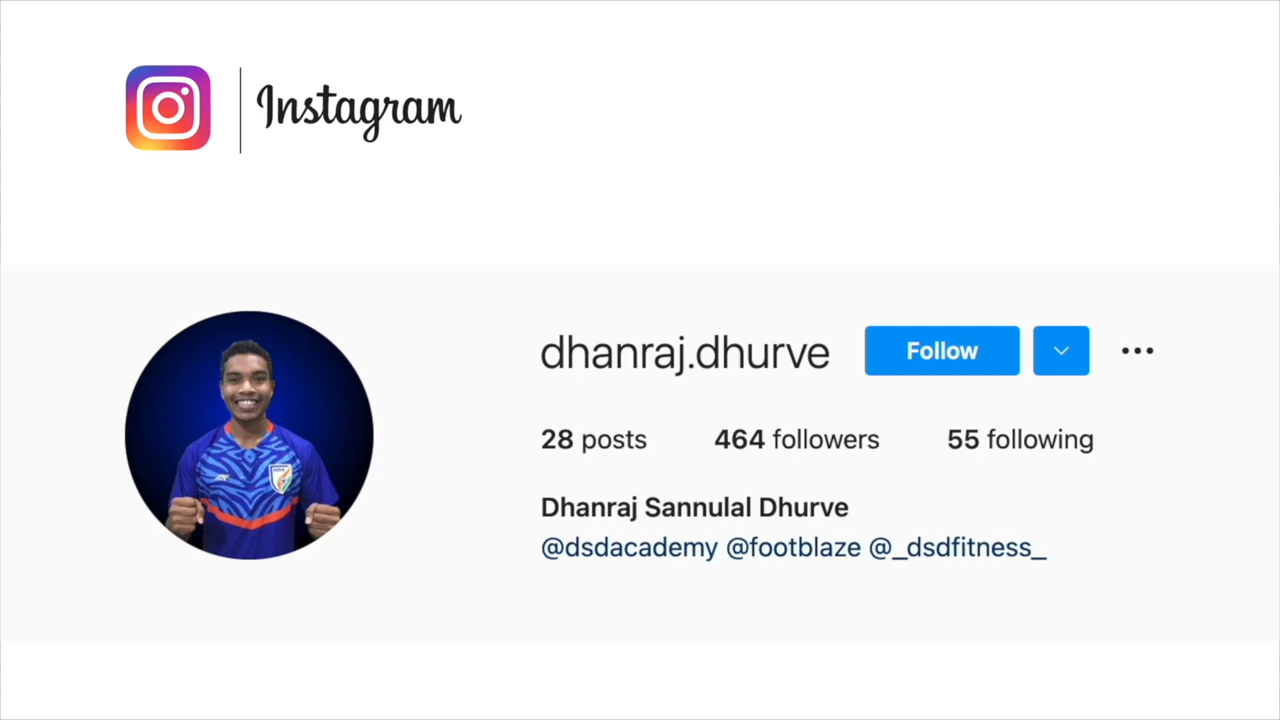 Instagram
dhanraj.dhurve Follow
28 posts 464 followers 55 following
Dhanraj Sannulal Dhurve
@dsdacademy @footblaze @_dsdfitness_